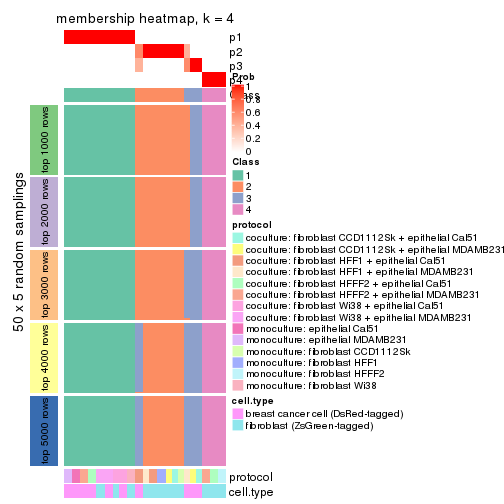 membership heatmap, k = 4
p1
p2
p3
p4
Prob
1
0.8
0.6
0.4
0.2
0
Class
Class
1
2
3
4
50 x 5 random samplings
top 1000 rows
top 2000 rows
top 3000 rows
top 4000 rows
top 5000 rows
protocol
coculture: fibroblast CCD1112Sk + epithelial Cal51
coculture: fibroblast CCD1112Sk + epithelial MDAMB231
coculture: fibroblast HFF1 + epithelial Cal51
coculture: fibroblast HFF1 + epithelial MDAMB231
coculture: fibroblast HFFF2 + epithelial Cal51
coculture: fibroblast HFFF2 + epithelial MDAMB231
coculture: fibroblast Wi38 + epithelial Cal51
coculture: fibroblast Wi38 + epithelial MDAMB231
monoculture: epithelial Cal51
monoculture: epithelial MDAMB231
monoculture: fibroblast CCD1112Sk
monoculture: fibroblast HFF1
monoculture: fibroblast HFFF2
monoculture: fibroblast Wi38
cell.type
breast cancer cell (DsRed-tagged)
fibroblast (ZsGreen-tagged)
protocol
cell.type